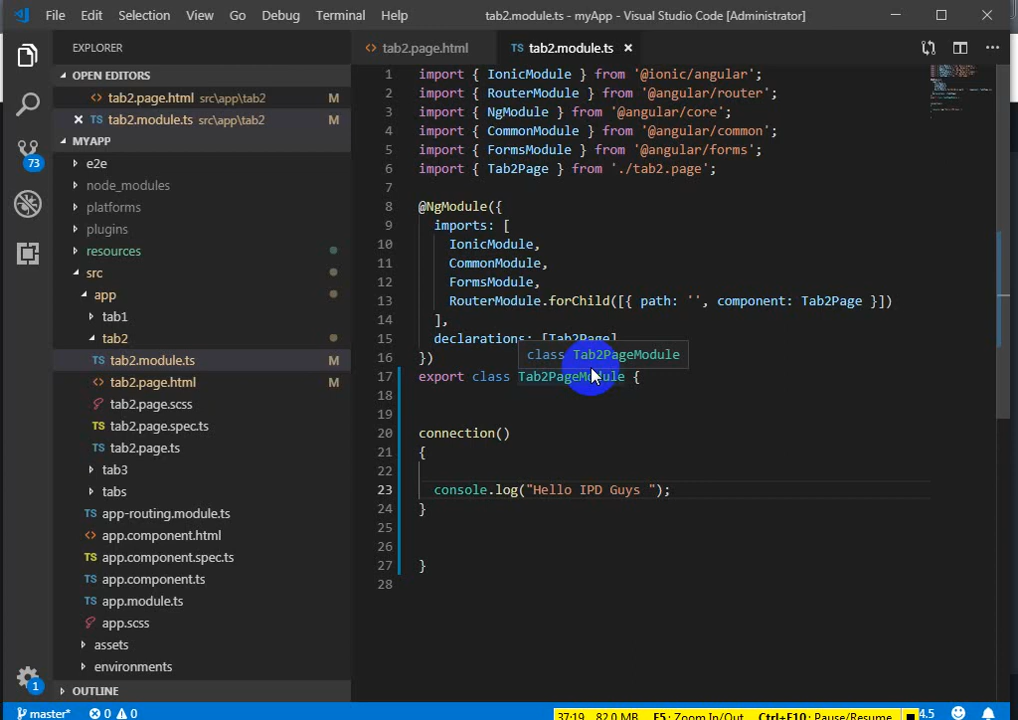 File Edit Selection View Go Debug Terminal Help
tab2.module.ts - myApp - Visual Studio Code [Administrator]
EXPLORER
OPEN EDITORS
tab2.page.html src\app\tab2 M
tab2.module.ts src\app\tab2 M
MYAPP
e2e
node_modules
platforms
plugins
resources
src
app
tab1
tab2
tab2.module.ts M
tab2.page.html M
tab2.page.scss
tab2.page.spec.ts
tab2.page.ts
tab3
tabs
app-routing.module.ts
app.component.html
app.component.spec.ts
app.component.ts
app.module.ts
app.scss
assets
environments
OUTLINE
73
1
tab2.page.html
tab2.module.ts
1 import { IonicModule } from '@ionic/angular';
2 import { RouterModule } from '@angular/router';
3 import { NgModule } from '@angular/core';
4 import { CommonModule } from '@angular/common';
5 import { FormsModule } from '@angular/forms';
6 import { Tab2Page } from './tab2.page';
7
8 @NgModule({
9 imports: [
10 IonicModule,
11 CommonModule,
12 FormsModule,
13 RouterModule.forChild([{ path: '', component: Tab2Page }])
14 ],
15 declarations: [Tab2Page]
16 })
class Tab2PageModule
17 export class Tab2PageModule {
18
19
20 connection()
21 {
22
23 console.log("Hello IPD Guys ");
24 }
25
26
27 }
28
master* 0 0
37:19 82.0 MB F5: Zoom In/Out Ctrl+F10: Pause/Resume
4.5